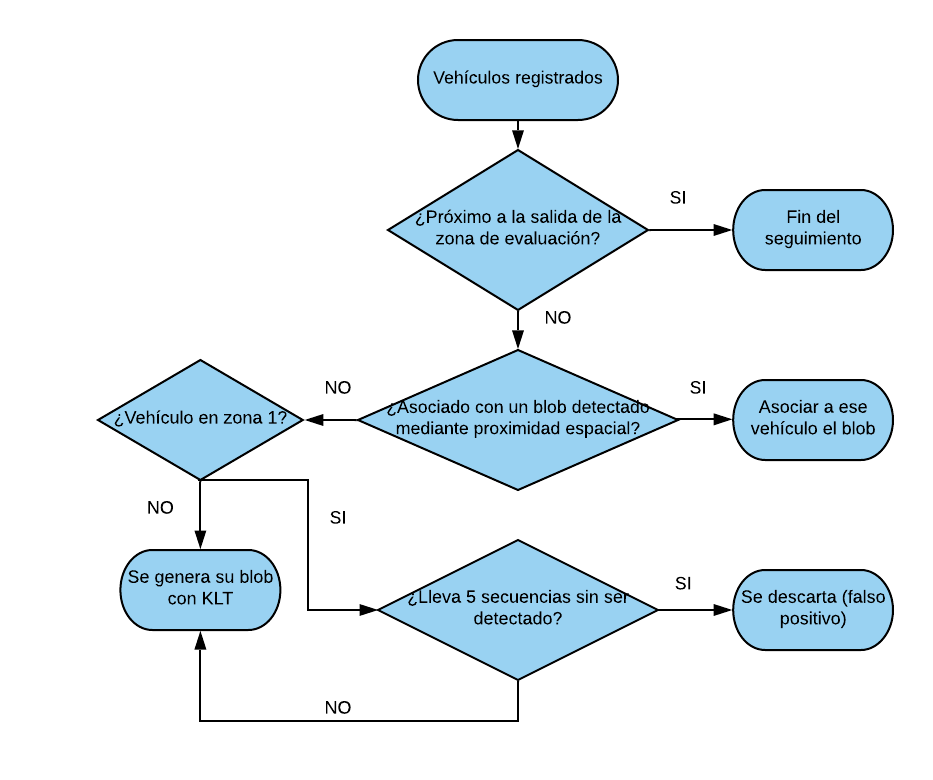 Vehículos registrados
¿Próximo a la salida de la
zona de evaluación?
SI
Fin del
seguimiento
NO
¿Asociado con un blob detectado
mediante proximidad espacial?
SI
Asociar a ese
vehículo el blob
NO
¿Vehículo en zona 1?
NO
SI
Se genera su blob
con KLT
¿Lleva 5 secuencias sin ser
detectado?
SI
Se descarta (falso
positivo)
NO